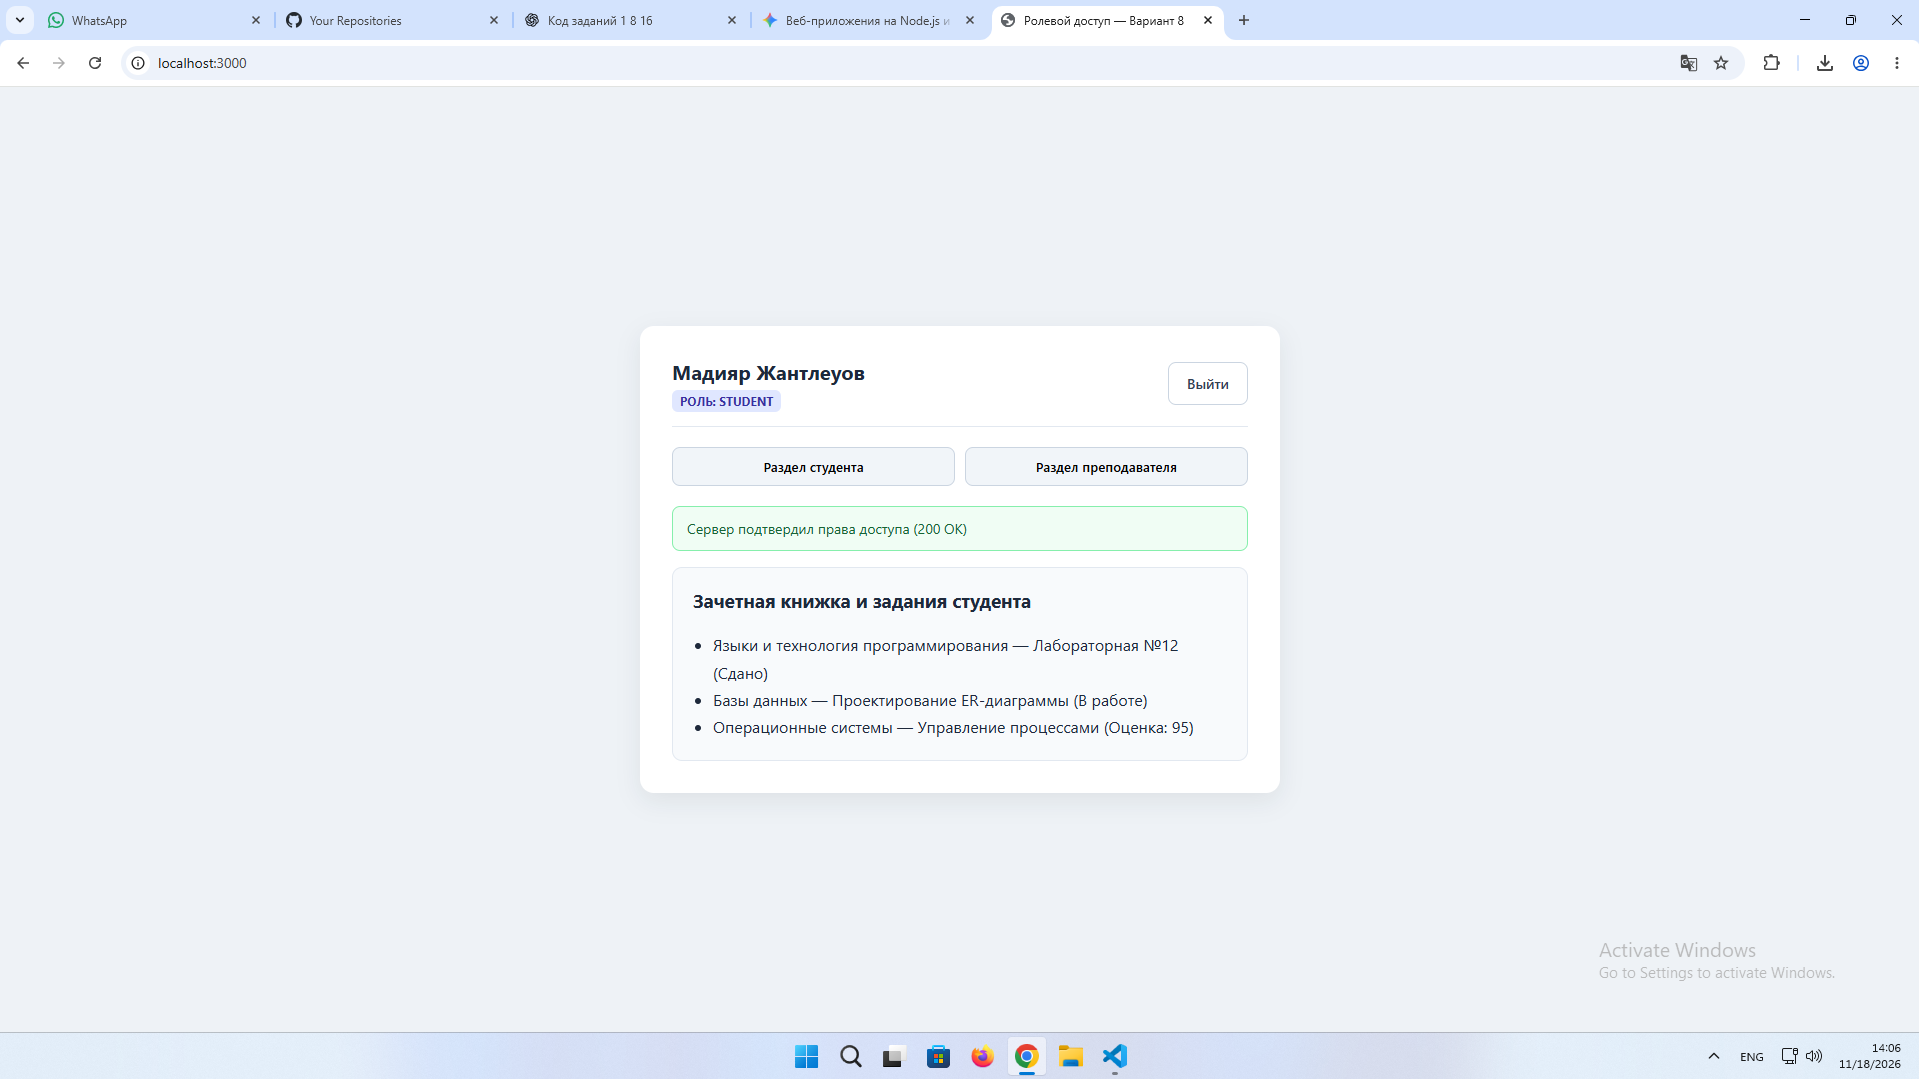 WhatsApp
Your Repositories
Код заданий 1 8 16
Веб-приложения на Node.js и
Ролевой доступ — Вариант 8
localhost:3000
Мадияр Жантлеуов
РОЛЬ: STUDENT
Выйти
Раздел студента
Раздел преподавателя
Сервер подтвердил права доступа (200 OK)
Зачетная книжка и задания студента
Языки и технология программирования — Лабораторная №12
(Сдано)
Базы данных — Проектирование ER-диаграммы (В работе)
Операционные системы — Управление процессами (Оценка: 95)
Activate Windows
Go to Settings to activate Windows.
ENG
14:06
11/18/2026